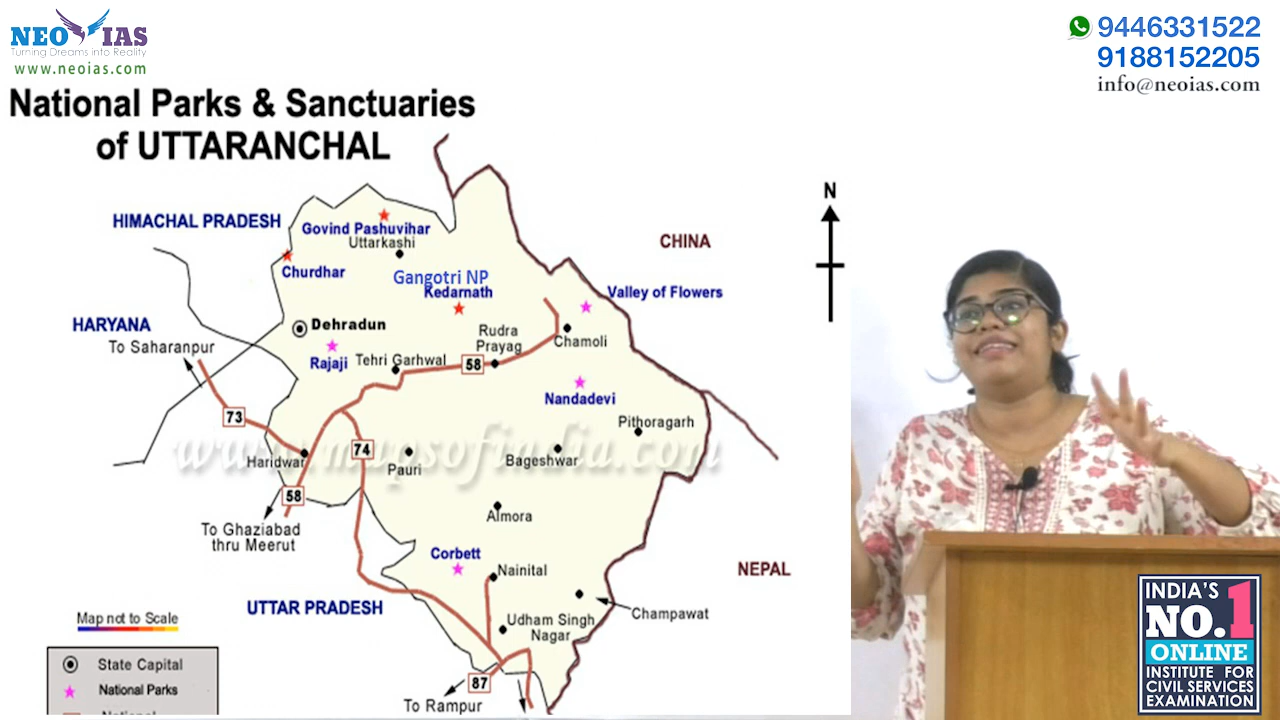 NEO IAS
Turning Dreams into Reality
www.neoias.com
9446331522
9188152205
info@neoias.com
National Parks & Sanctuaries
of UTTARANCHAL
N
HIMACHAL PRADESH
Govind Pashuvihar
Uttarkashi
CHINA
Churdhar
Gangotri NP
Kedarnath
Valley of Flowers
HARYANA
To Saharanpur
Dehradun
Rudra
Prayag
Chamoli
Rajaji
Tehri Garhwal
58
Nandadevi
73
Pithoragarh
www.mapsofindia.com
Haridwar
74
Pauri
Bageshwar
58
To Ghaziabad
thru Meerut
Almora
Corbett
Nainital
NEPAL
UTTAR PRADESH
Champawat
Udham Singh
Nagar
Map not to Scale
87
To Rampur
State Capital
National Parks
National
INDIA'S
NO.1
ONLINE
INSTITUTE FOR
CIVIL SERVICES
EXAMINATION